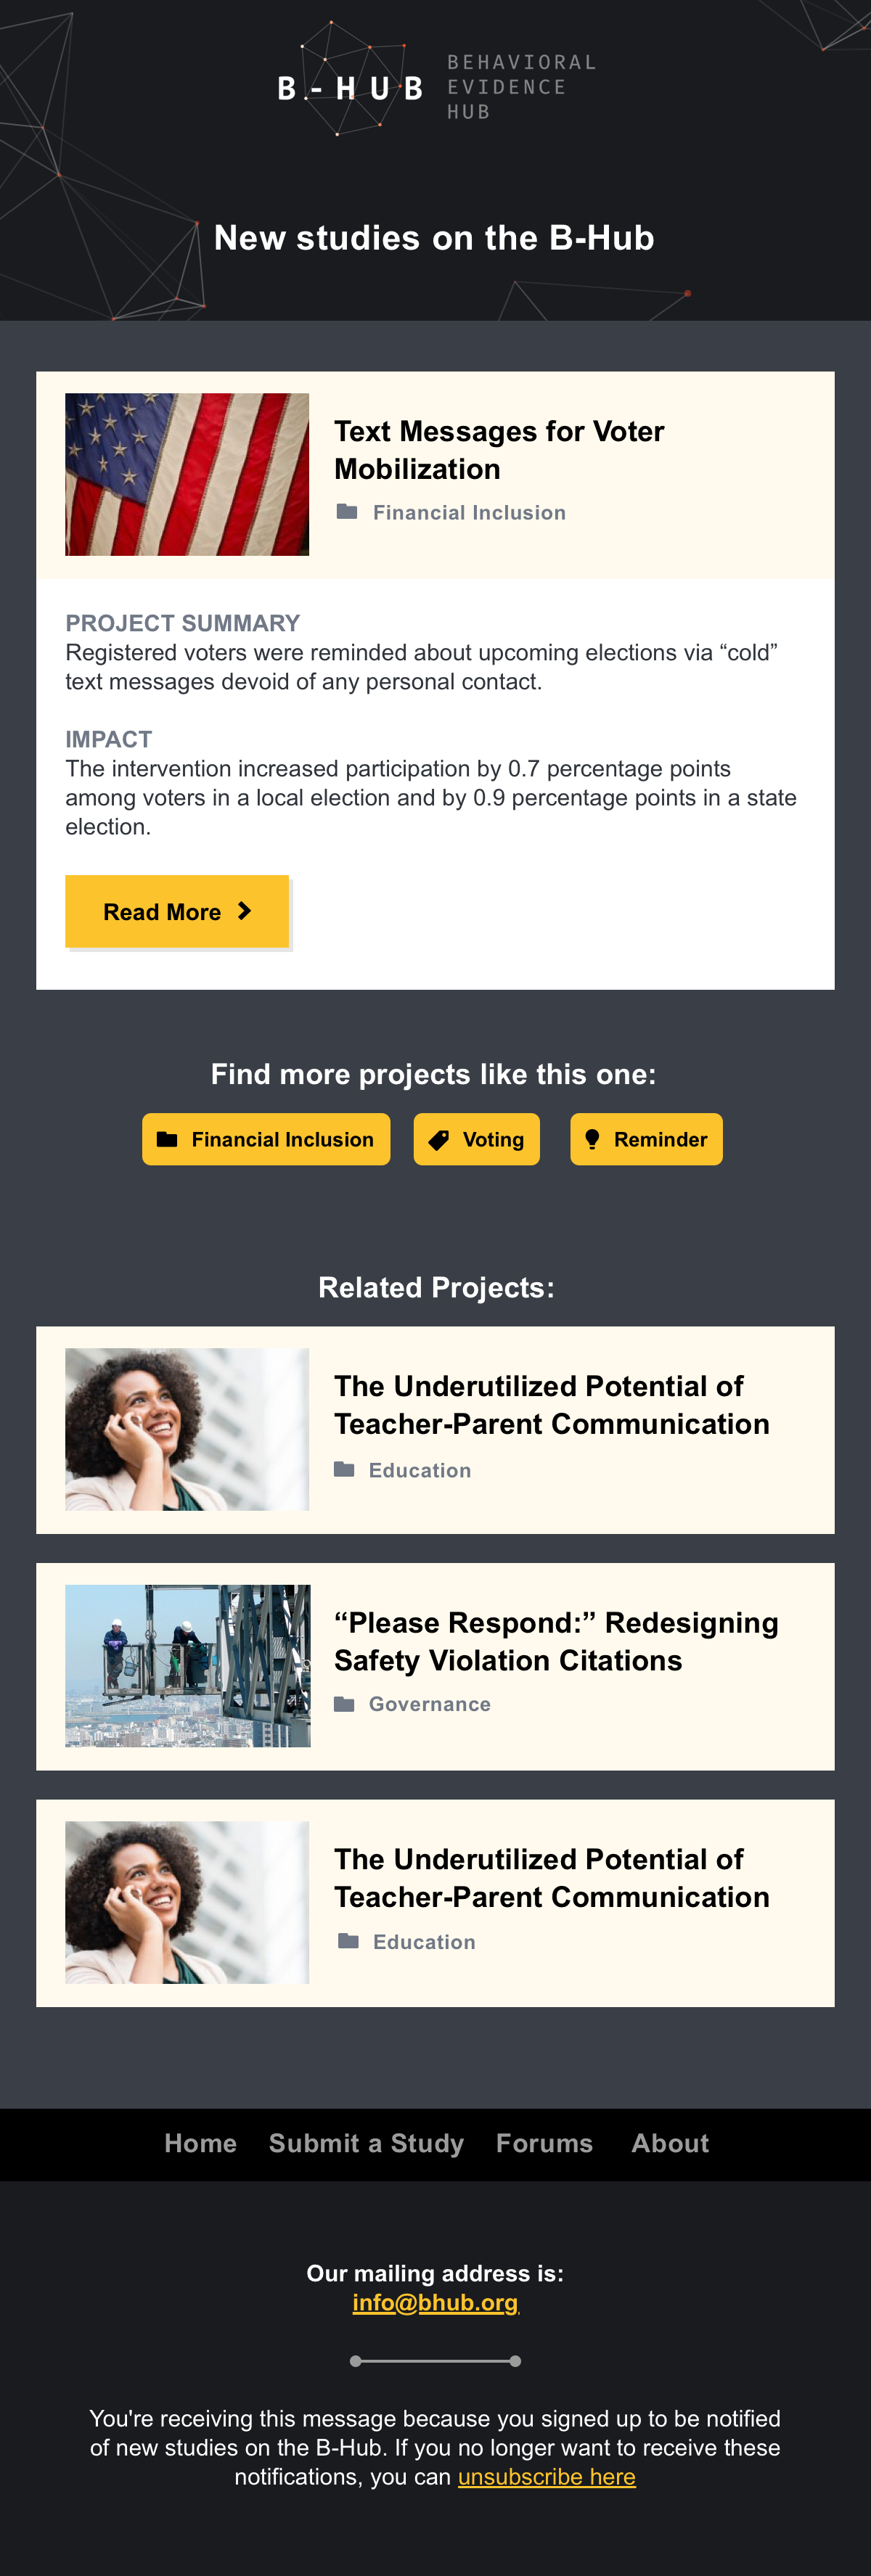 B-HUB
BEHAVIORAL
EVIDENCE
HUB
New studies on the B-Hub
Text Messages for Voter
Mobilization
Financial Inclusion
PROJECT SUMMARY
Registered voters were reminded about upcoming elections via “cold”
text messages devoid of any personal contact.
IMPACT
The intervention increased participation by 0.7 percentage points
among voters in a local election and by 0.9 percentage points in a state
election.
Read More
Find more projects like this one:
Financial Inclusion
Voting
Reminder
Related Projects:
The Underutilized Potential of
Teacher-Parent Communication
Education
“Please Respond:” Redesigning
Safety Violation Citations
Governance
The Underutilized Potential of
Teacher-Parent Communication
Education
Home Submit a Study Forums About
Our mailing address is:
info@bhub.org
You're receiving this message because you signed up to be notified
of new studies on the B-Hub. If you no longer want to receive these
notifications, you can unsubscribe here